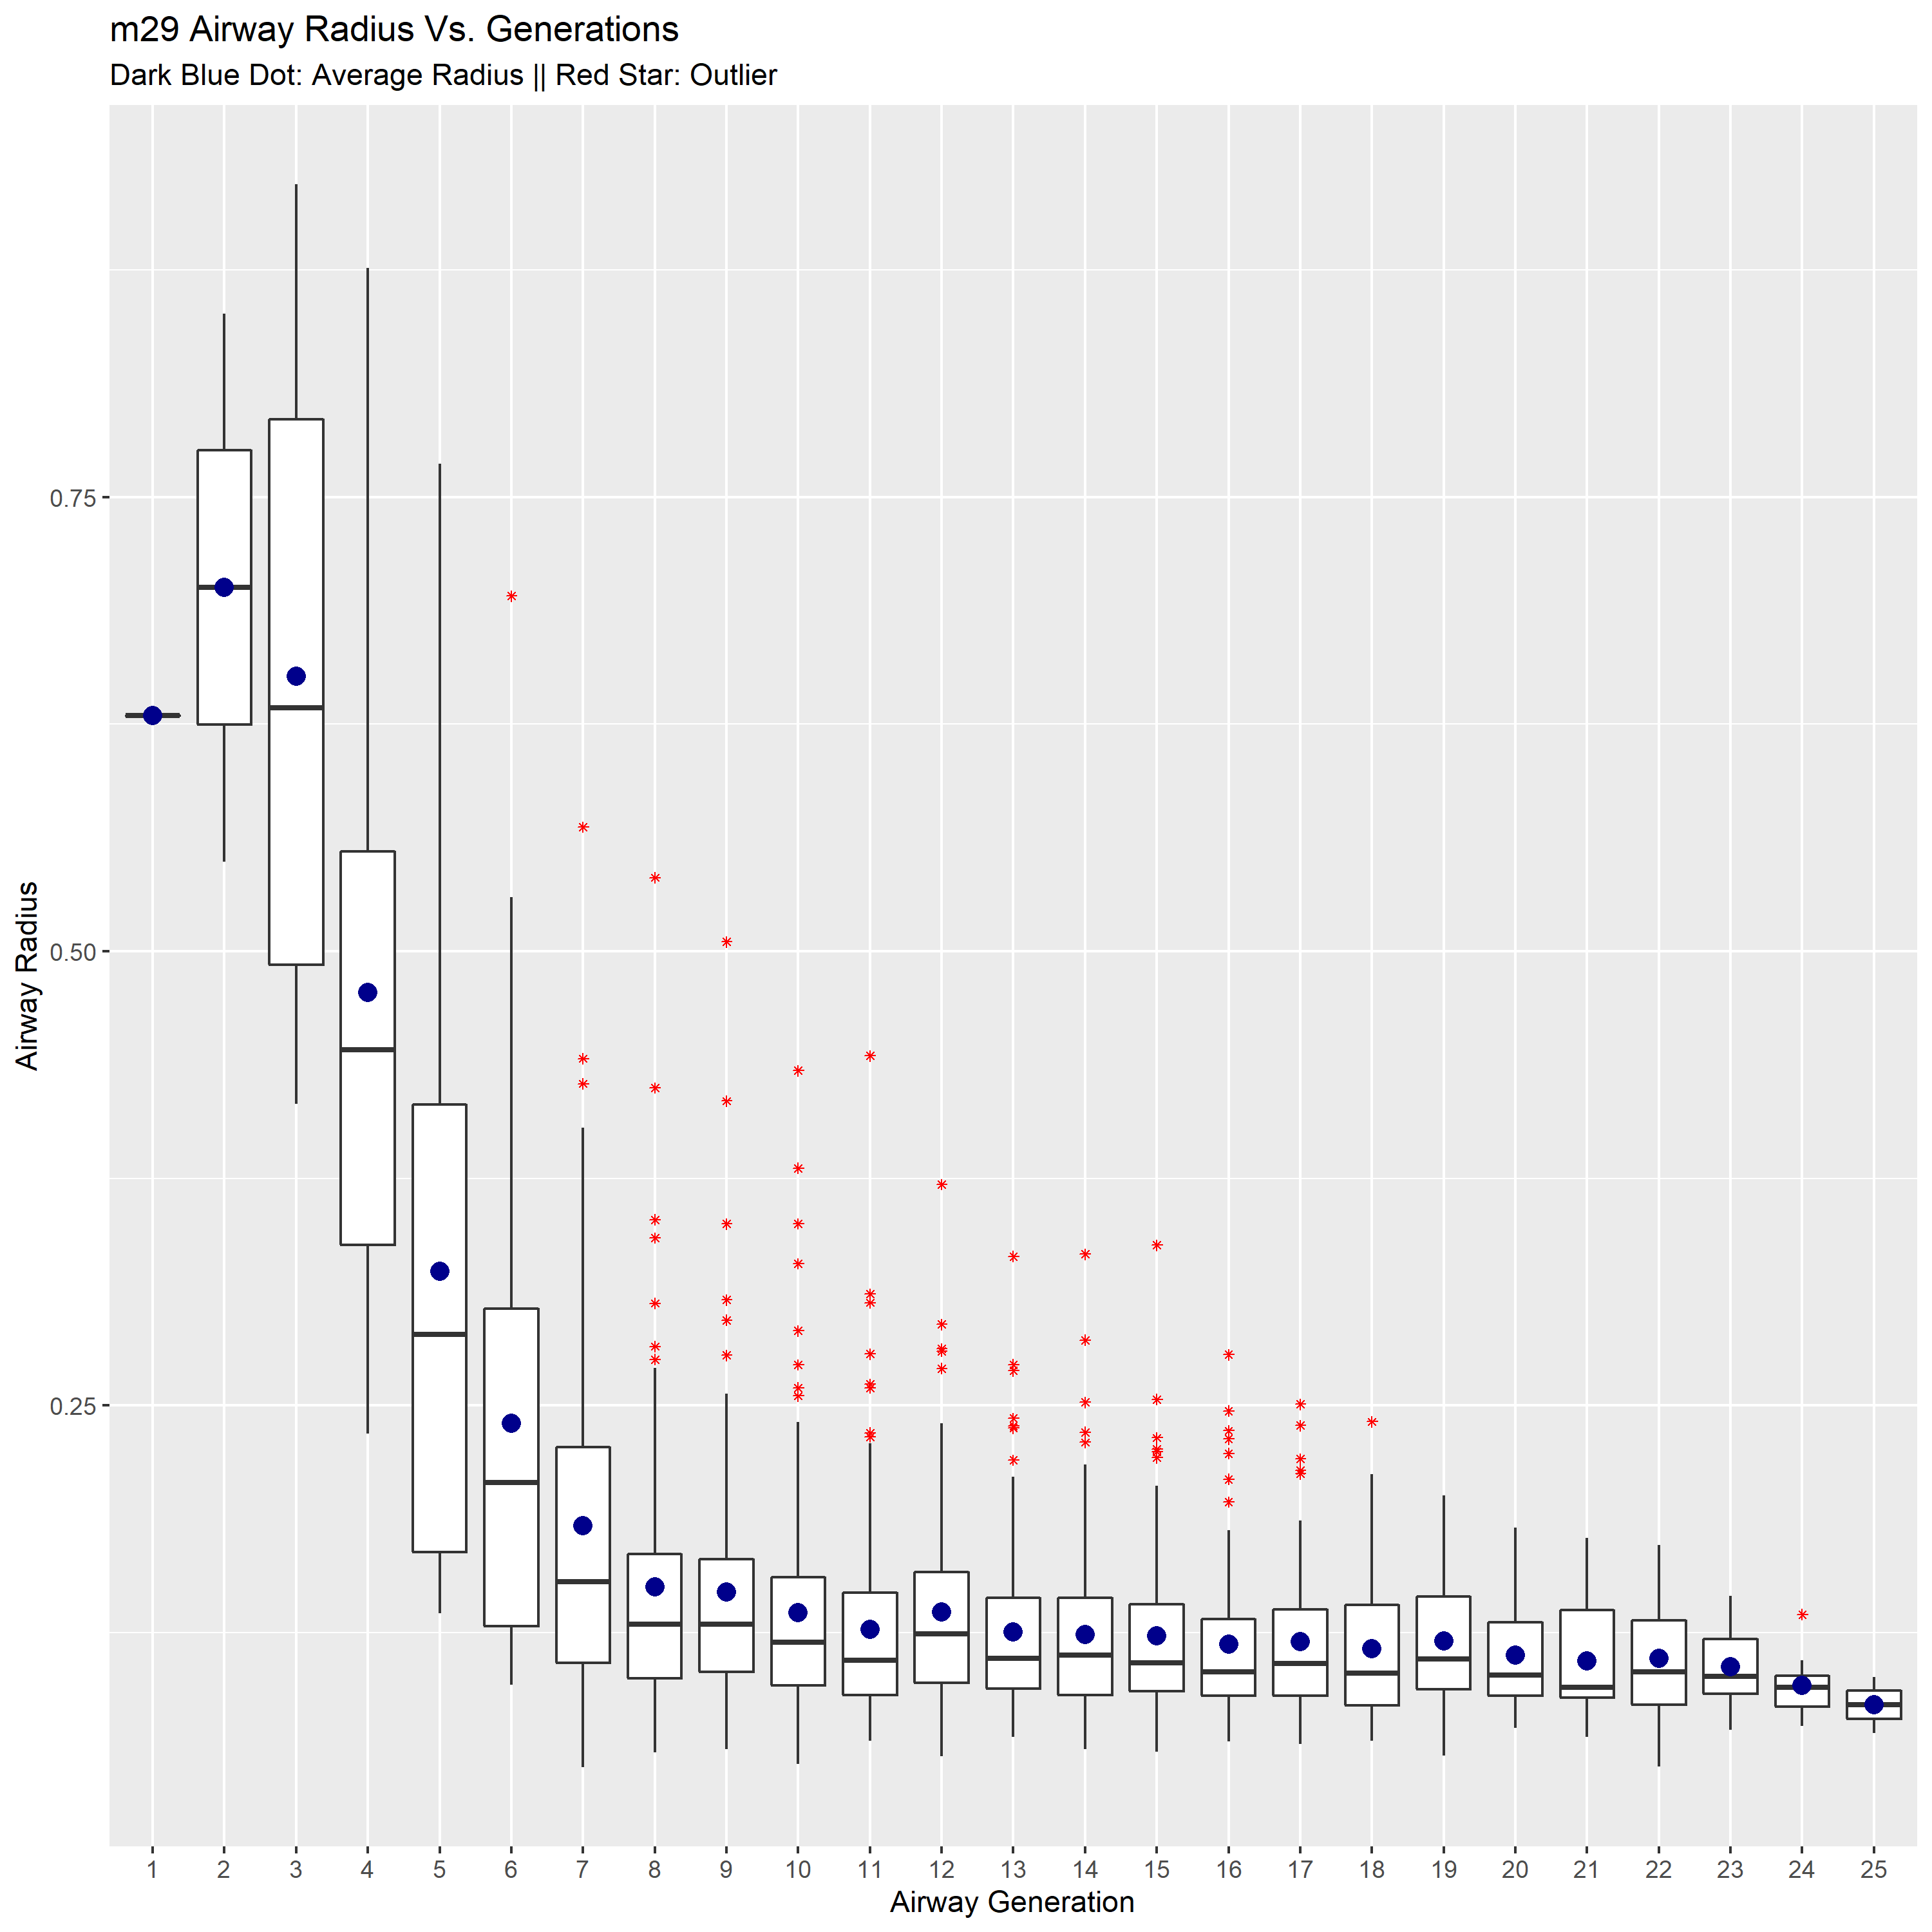 m29 Airway Radius Vs. Generations
Dark Blue Dot: Average Radius || Red Star: Outlier
Airway Radius
0.75
0.50
0.25
1 2 3 4 5 6 7 8 9 10 11 12 13 14 15 16 17 18 19 20 21 22 23 24 25
Airway Generation